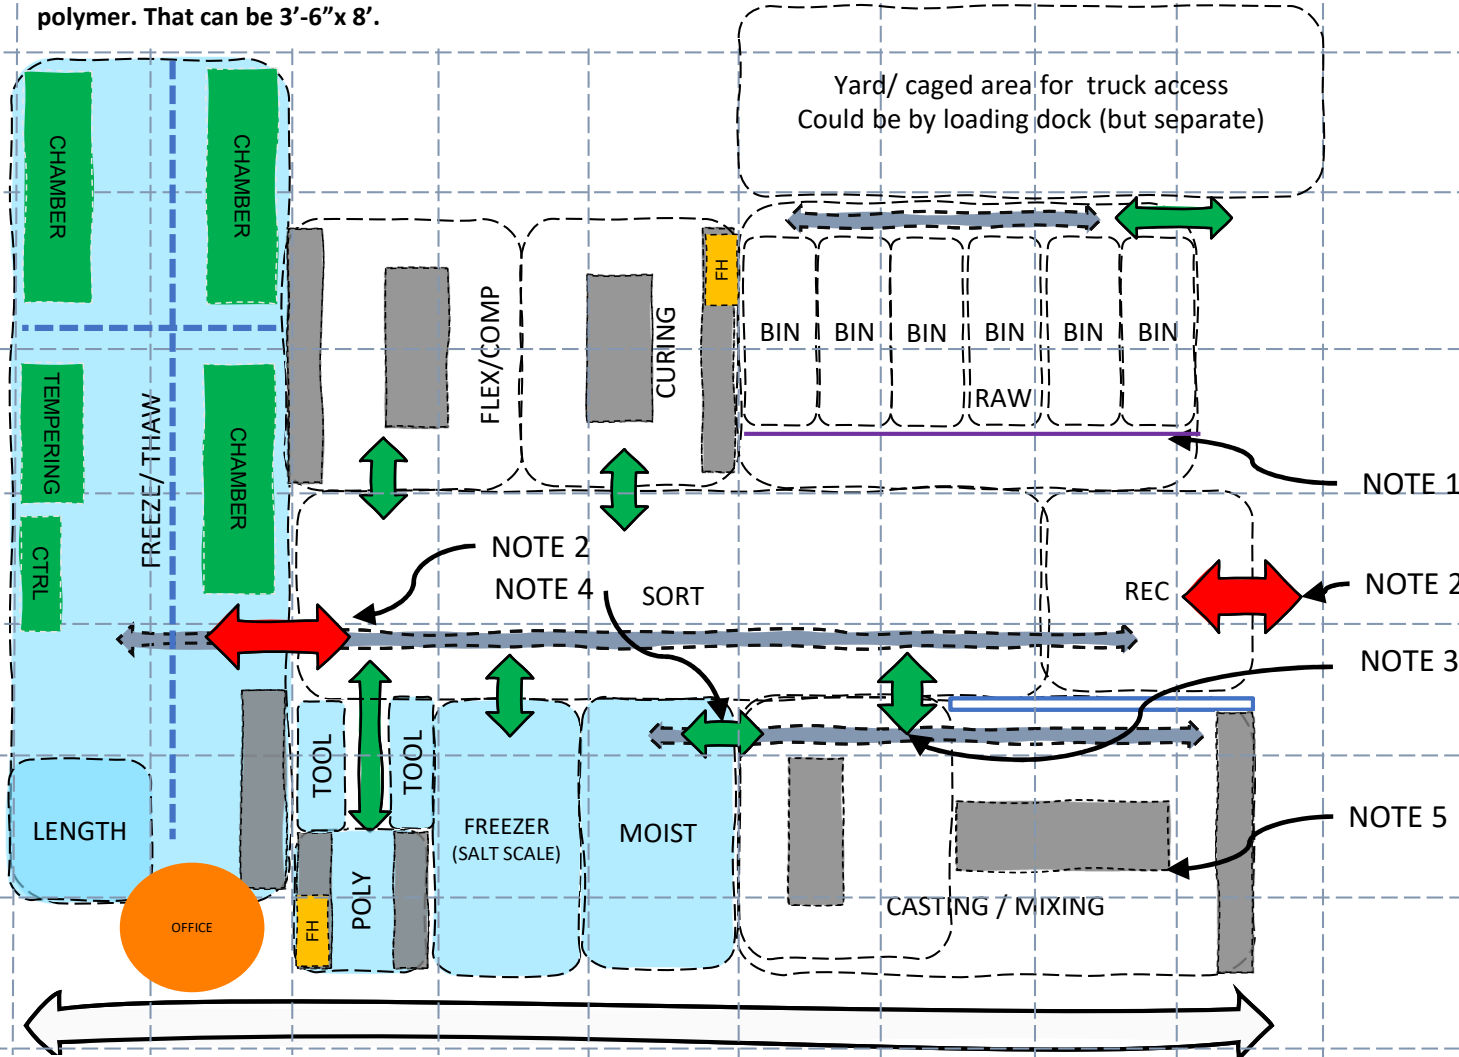 polymer. That can be 3’-6”x 8’.
Yard/ caged area for truck access
Could be by loading dock (but separate)
CHAMBER
CHAMBER
FH
BIN
BIN
BIN
BIN
BIN
BIN
FLEX/COMP
CURING
RAW
TEMPERING
FREEZE/ THAW
CHAMBER
NOTE 1
CTRL
NOTE 2
NOTE 4
SORT
REC
NOTE 2
NOTE 3
TOOL
TOOL
LENGTH
FREEZER
(SALT SCALE)
MOIST
NOTE 5
POLY
CASTING / MIXING
OFFICE
FH